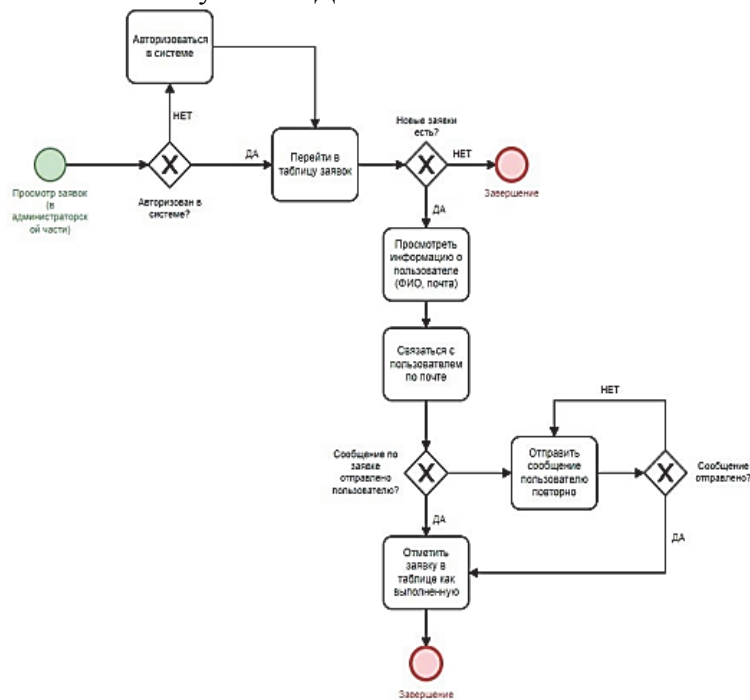 Авторизоваться
в системе
НЕТ
Новые заявки
есть?
ДА
Перейти в
таблицу заявок
НЕТ
Просмотр заявок
(в
администраторск
ой части)
Авторизован в
системе?
Завершение
ДА
Просмотреть
информацию о
пользователе
(ФИО, почта)
Связаться с
пользователем
по почте
НЕТ
Сообщение по
заявке
отправлено
пользователю?
Отправить
сообщение
пользователю
повторно
Сообщение
отправлено?
ДА
ДА
Отметить
заявку в
таблице как
выполненную
Завершение